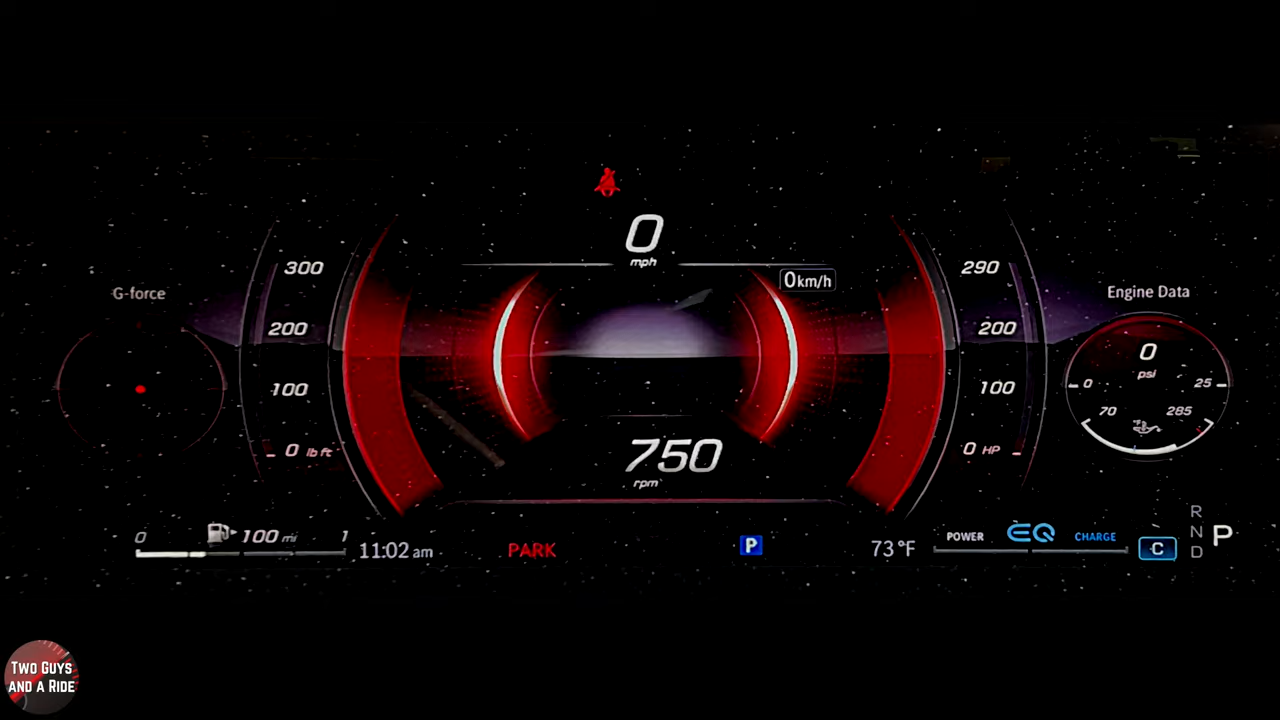 0
mph
0 km/h
G-force
300
200
100
0 lb ft
290
200
100
0 HP
Engine Data
0
psi
0
25
70
285
750
rpm
0
100 mi
1
11:02 am
PARK
P
73 °F
POWER
EQ
CHARGE
C
R
N
D
P
TWO GUYS
AND A RIDE